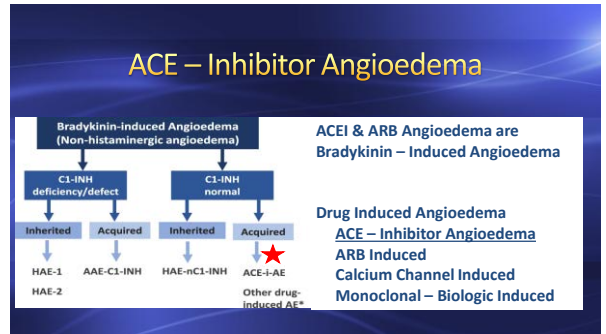 ACE – Inhibitor Angioedema
Bradykinin-induced Angioedema
(Non-histaminergic angioedema)
C1-INH
deficiency/defect
C1-INH
normal
Inherited
Acquired
Inherited
Acquired
HAE-1
AAE-C1-INH
HAE-nC1-INH
ACE-i-AE
HAE-2
Other drug-
induced AE*
ACEI & ARB Angioedema are
Bradykinin – Induced Angioedema
Drug Induced Angioedema
ACE – Inhibitor Angioedema
ARB Induced
Calcium Channel Induced
Monoclonal – Biologic Induced